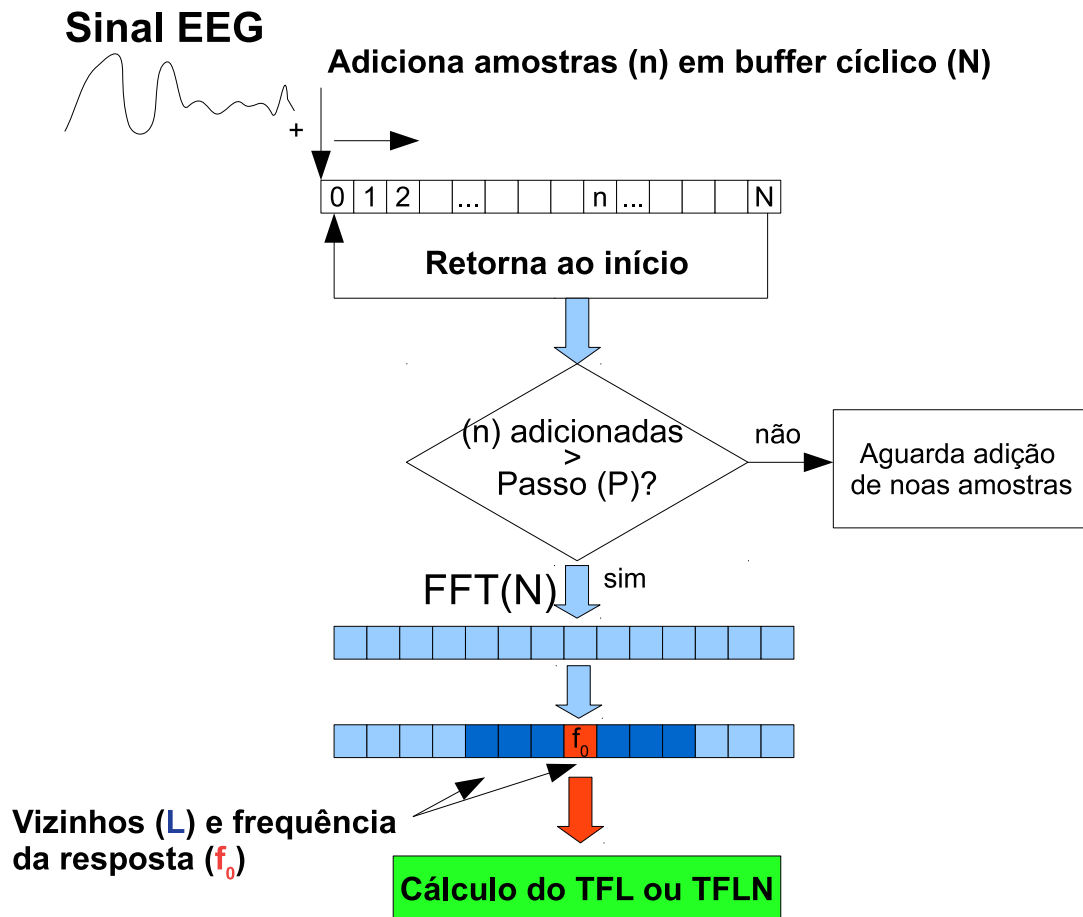 Sinal EEG
Adiciona amostras (n) em buffer cíclico (N)
+
0 1 2 ... n ... N
Retorna ao início
(n) adicionadas
>
Passo (P)?
não
Aguarda adição
de noas amostras
sim
FFT(N)
f0
Vizinhos (L) e frequência
da resposta (f0)
Cálculo do TFL ou TFLN